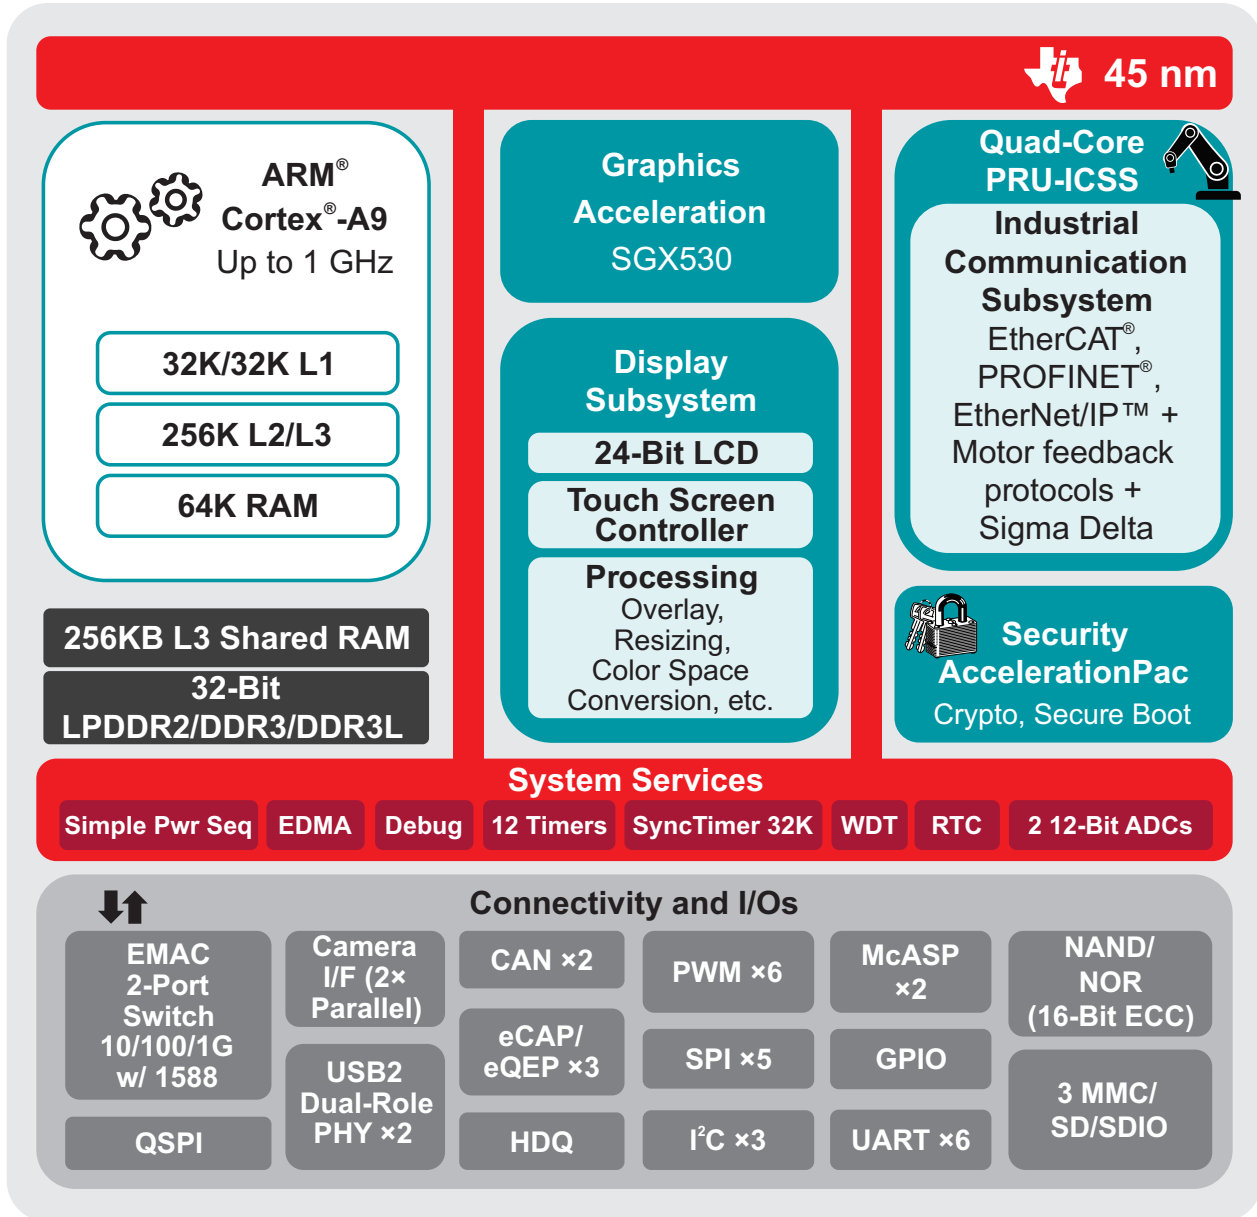 45 nm
ARM®
Cortex®-A9
Up to 1 GHz
32K/32K L1
256K L2/L3
64K RAM
256KB L3 Shared RAM
32-Bit
LPDDR2/DDR3/DDR3L
Graphics
Acceleration
SGX530
Display
Subsystem
24-Bit LCD
Touch Screen
Controller
Processing
Overlay,
Resizing,
Color Space
Conversion, etc.
Quad-Core
PRU-ICSS
Industrial
Communication
Subsystem
EtherCAT®,
PROFINET®,
EtherNet/IP™ +
Motor feedback
protocols +
Sigma Delta
Security
AccelerationPac
Crypto, Secure Boot
System Services
Simple Pwr Seq
EDMA
Debug
12 Timers
SyncTimer 32K
WDT
RTC
2 12-Bit ADCs
Connectivity and I/Os
EMAC
2-Port
Switch
10/100/1G
w/ 1588
QSPI
Camera
I/F (2×
Parallel)
USB2
Dual-Role
PHY ×2
CAN ×2
eCAP/
eQEP ×3
HDQ
PWM ×6
SPI ×5
I²C ×3
McASP
×2
GPIO
UART ×6
NAND/
NOR
(16-Bit ECC)
3 MMC/
SD/SDIO